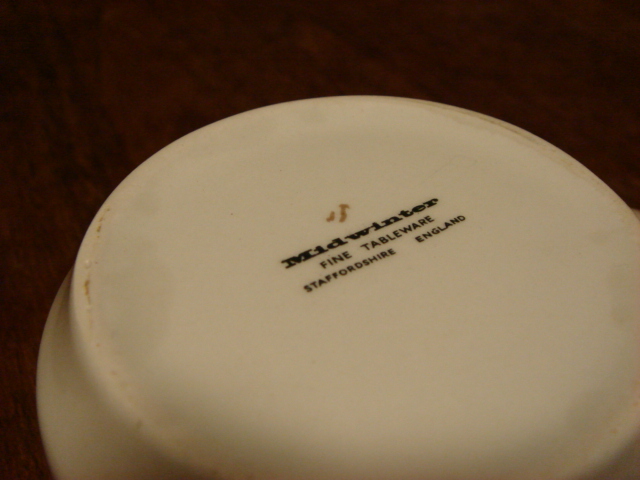 Midwinter
FINE TABLEWARE
STAFFORDSHIRE ENGLAND